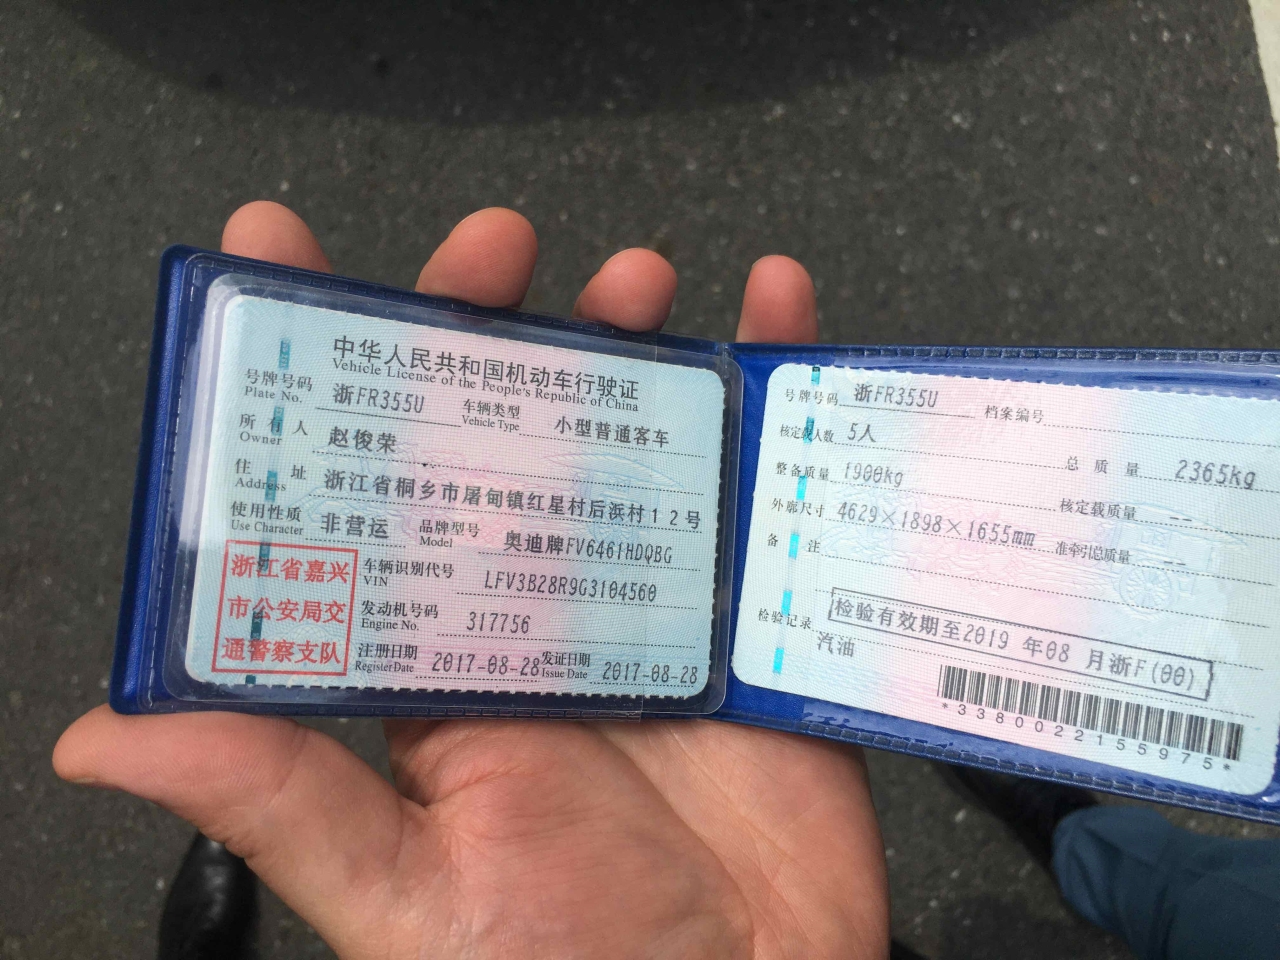 中华人民共和国机动车行驶证
Vehicle License of the People's Republic of China
号牌号码 浙FR355U 车辆类型 小型普通客车
Plate No. Vehicle Type
所有人 赵俊荣
Owner
住址 浙江省桐乡市屠甸镇红星村后浜村12号
Address
使用性质 非营运 品牌型号 奥迪牌FV6461HDQBG
Use Character Model
浙江省嘉兴
市公安局交
通警察支队
车辆识别代号 LFV3B28R9G3104560
VIN
发动机号码 317756
Engine No.
注册日期 2017-08-28 发证日期 2017-08-28
Register Date Issue Date
号牌号码 浙FR355U 档案编号
核定载人数 5人 总质量 2365kg
整备质量 1900kg 核定载质量 --
外廓尺寸 4629×1898×1655mm 准牵引总质量 --
备注
检验有效期至2019年08月浙F(00)
检验记录
汽油
*3380022155975*